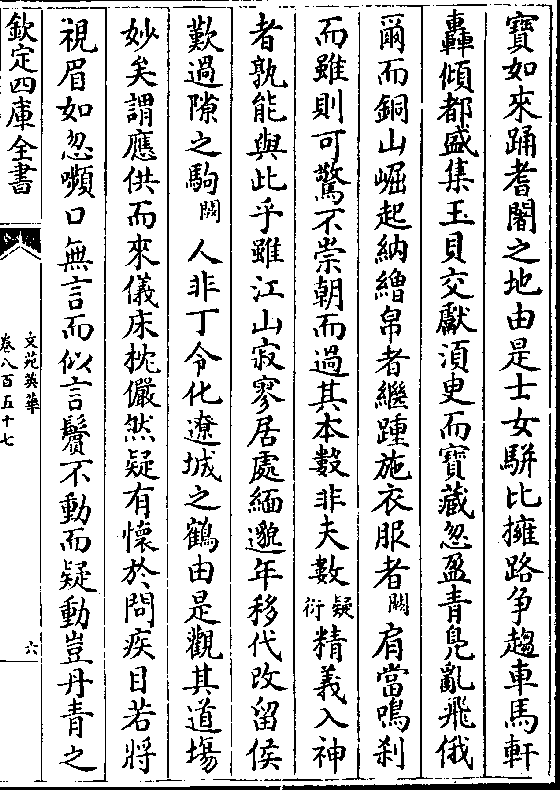 寶如來踊耆闍之地由是士女駢比擁路争趨車馬軒
轟傾都盛集玉貝交獻湏臾而寶藏忽盈青鳬亂飛俄
爾而銅山崛起納繒帛者繼踵施衣服者闕肩當鳴刹
而雖則可驚不崇朝而過其本數非夫數疑衍精義入神
者孰能與此乎雖江山寂寥居處緬邈年移代改留侯
歎過隙之駒闕人非丁令化遼城之鶴由是觀其道塲
妙矣謂應供而來儀床枕儼然疑有懷於問疾目若將
視眉如忽嚬口無言而似言鬢不動而疑動豈丹青之
欽定四庫全書
文苑英華
卷八百五十七
六